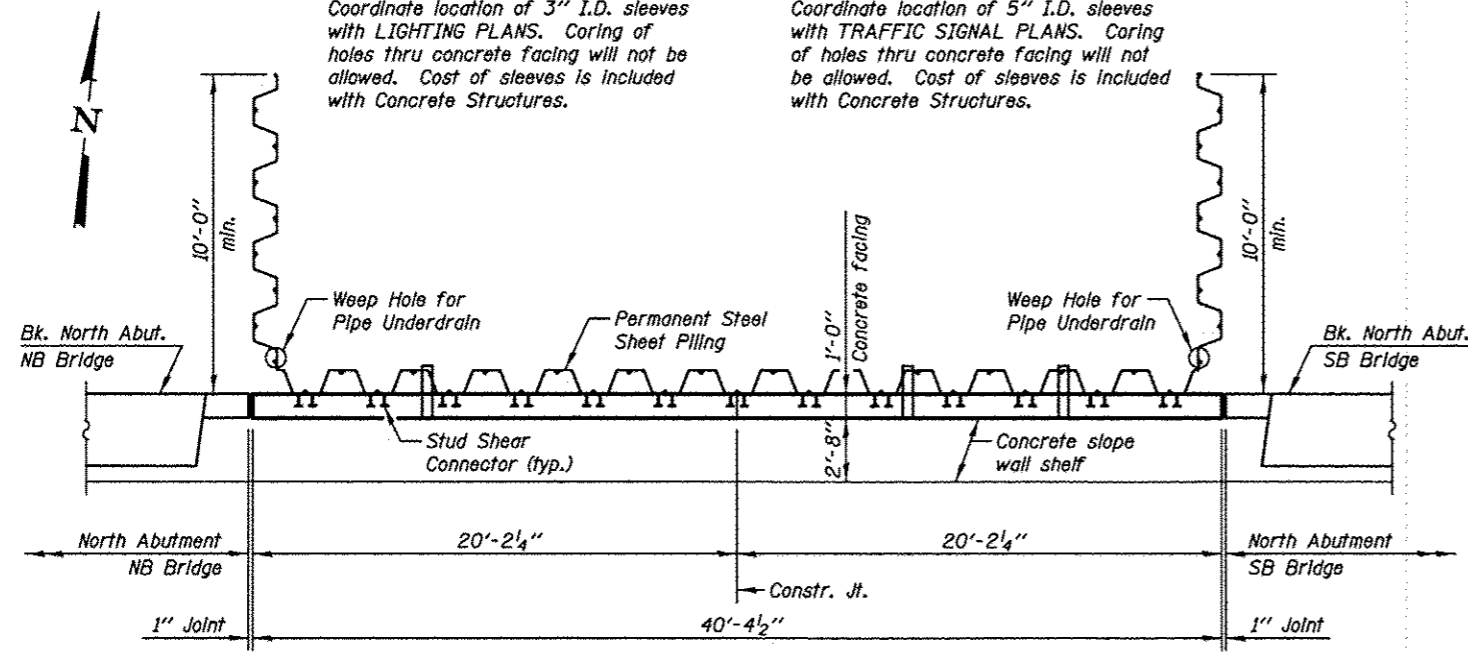 Coordinate location of 3" I.D. sleeves
with LIGHTING PLANS. Coring of
holes thru concrete facing will not be
allowed. Cost of sleeves is included
with Concrete Structures.
Coordinate location of 5" I.D. sleeves
with TRAFFIC SIGNAL PLANS. Coring
of holes thru concrete facing will not
be allowed. Cost of sleeves is included
with Concrete Structures.
N
10'-0"
min.
10'-0"
min.
1'-0"
Concrete facing
Weep Hole for
Pipe Underdrain
Permanent Steel
Sheet Piling
Weep Hole for
Pipe Underdrain
Bk. North Abut.
NB Bridge
Bk. North Abut.
SB Bridge
Stud Shear
Connector (typ.)
2'-8"
Concrete slope
wall shelf
North Abutment
NB Bridge
20'-2¼"
20'-2¼"
North Abutment
SB Bridge
Constr. Jt.
1" Joint
40'-4½"
1" Joint